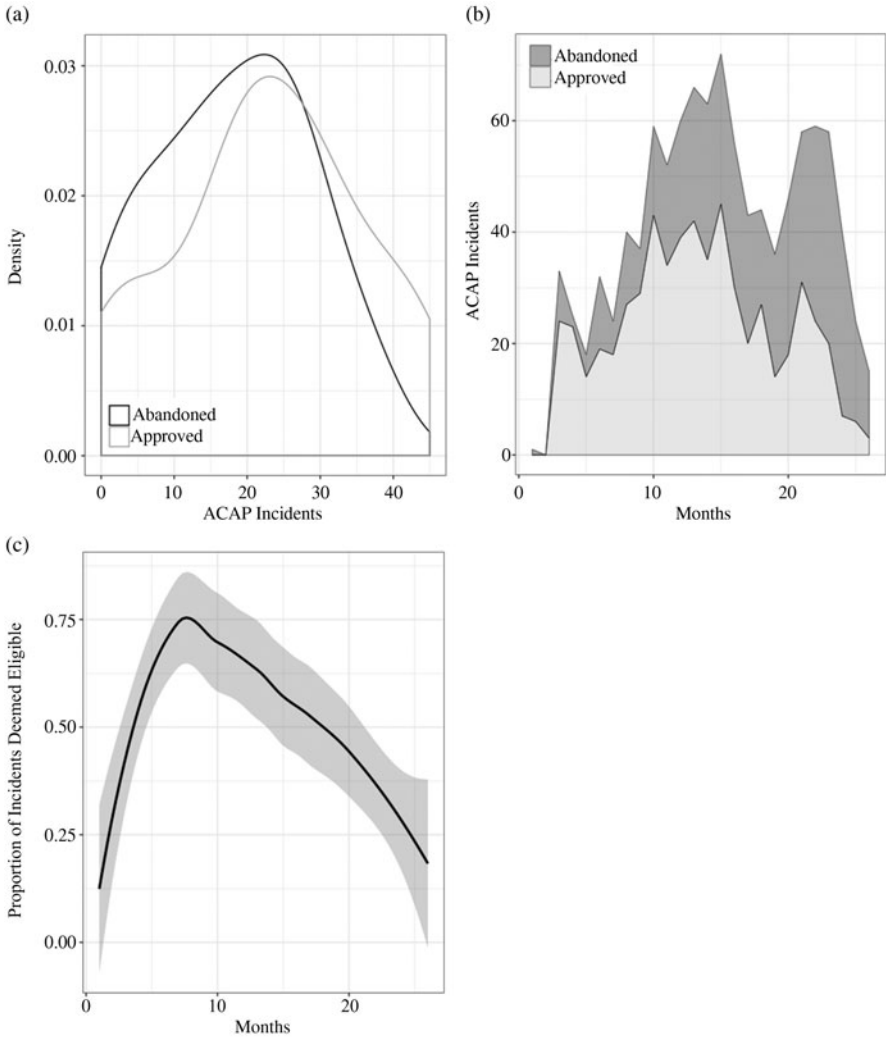 (a)
0.03
0.02
0.01
0.00
Density
Abandoned
Approved
0
10
20
30
40
ACAP Incidents
(b)
60
40
20
0
ACAP Incidents
Abandoned
Approved
0
10
20
Months
(c)
0.75
0.50
0.25
0.00
Proportion of Incidents Deemed Eligible
0
10
20
Months